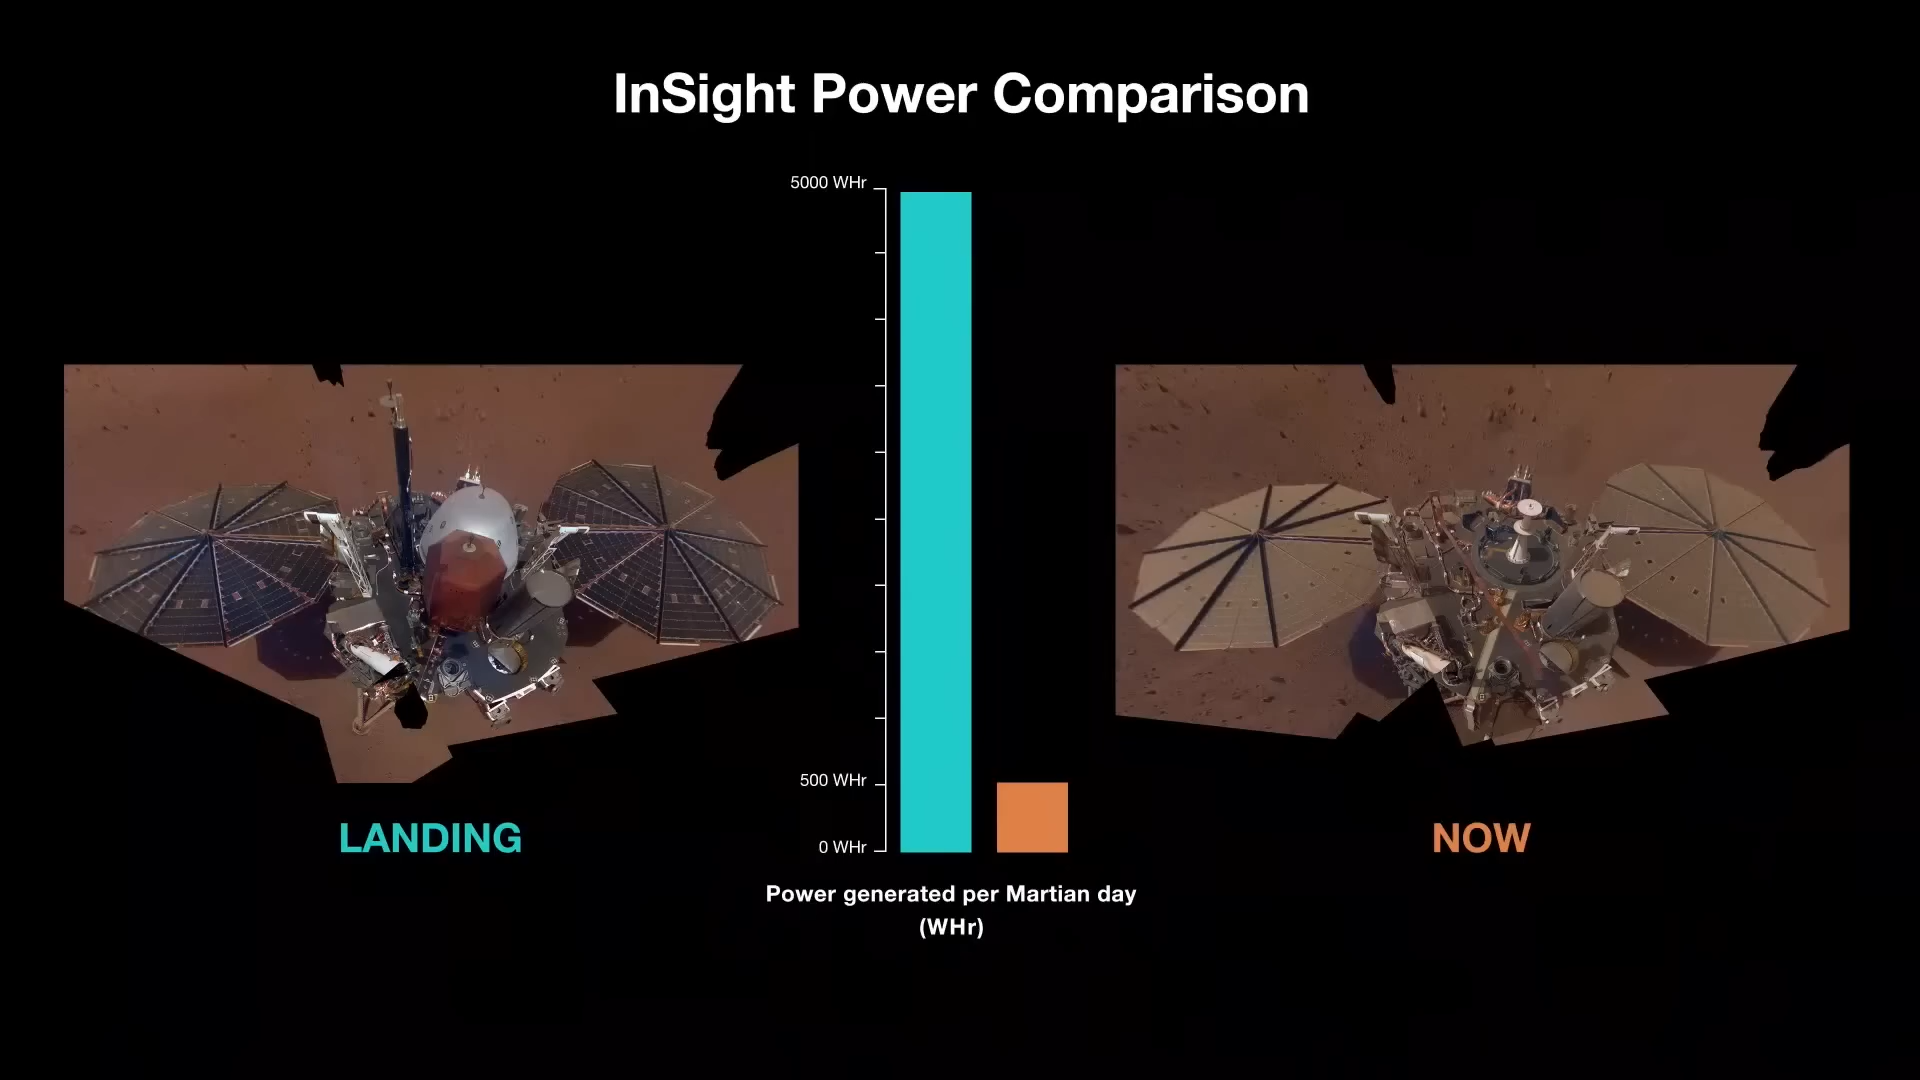 InSight Power Comparison
5000 WHr
500 WHr
0 WHr
LANDING
NOW
Power generated per Martian day
(WHr)